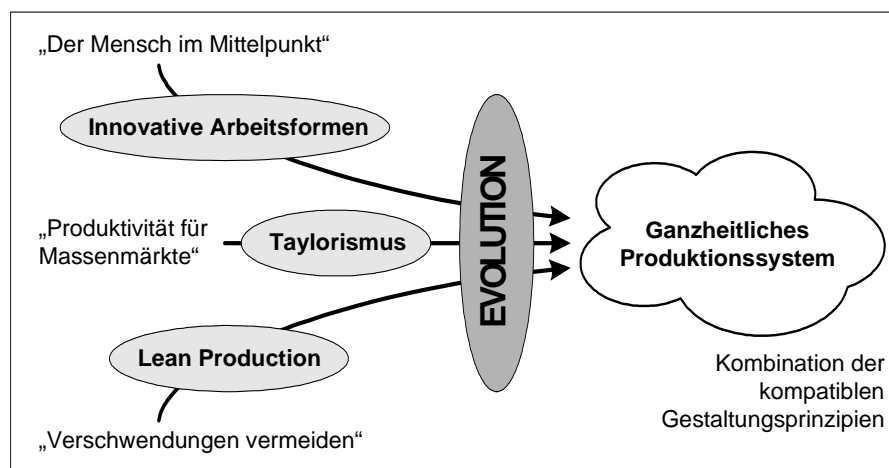 „Der Mensch im Mittelpunkt“
Innovative Arbeitsformen
„Produktivität für
Massenmärkte“
Taylorismus
EVOLUTION
Ganzheitliches
Produktionssystem
Lean Production
„Verschwendungen vermeiden“
Kombination der
kompatiblen
Gestaltungsprinzipien